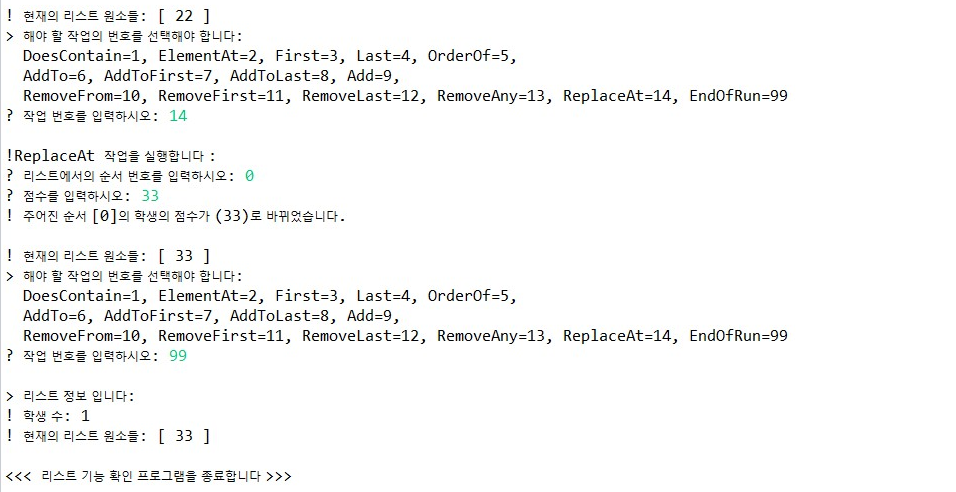 ! 현재의 리스트 원소들: [ 22 ]
> 해야 할 작업의 번호를 선택해야 합니다:
DoesContain=1, ElementAt=2, First=3, Last=4, OrderOf=5,
AddTo=6, AddToFirst=7, AddToLast=8, Add=9,
RemoveFrom=10, RemoveFirst=11, RemoveLast=12, RemoveAny=13, ReplaceAt=14, EndOfRun=99
? 작업 번호를 입력하시오: 14
!ReplaceAt 작업을 실행합니다 :
? 리스트에서의 순서 번호를 입력하시오: 0
? 점수를 입력하시오: 33
! 주어진 순서 [0]의 학생의 점수가 (33)로 바뀌었습니다.
! 현재의 리스트 원소들: [ 33 ]
> 해야 할 작업의 번호를 선택해야 합니다:
DoesContain=1, ElementAt=2, First=3, Last=4, OrderOf=5,
AddTo=6, AddToFirst=7, AddToLast=8, Add=9,
RemoveFrom=10, RemoveFirst=11, RemoveLast=12, RemoveAny=13, ReplaceAt=14, EndOfRun=99
? 작업 번호를 입력하시오: 99
> 리스트 정보 입니다:
! 학생 수: 1
! 현재의 리스트 원소들: [ 33 ]
<<< 리스트 기능 확인 프로그램을 종료합니다 >>>